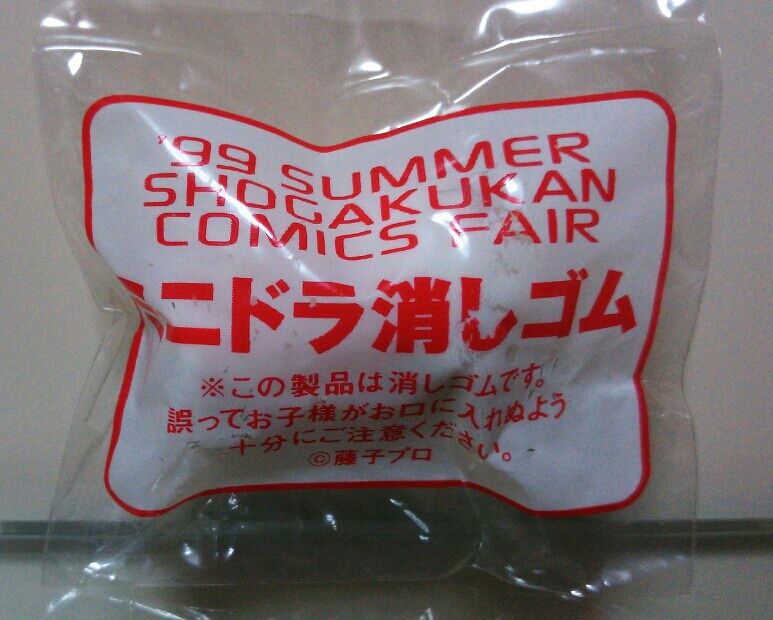 '99 SUMMER
SHOGAKUKAN
COMICS FAIR
ミニドラ消しゴム
※この製品は消しゴムです。
誤ってお子様がお口に入れぬよう
十分にご注意ください。
©藤子プロ